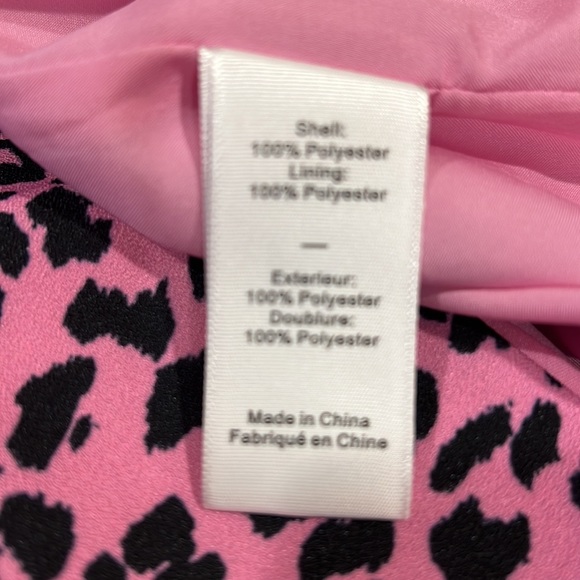 Shell:
100% Polyester
Lining:
100% Polyester
—
Exterieur:
100% Polyester
Doublure:
100% Polyester
Made in China
Fabriqué en Chine